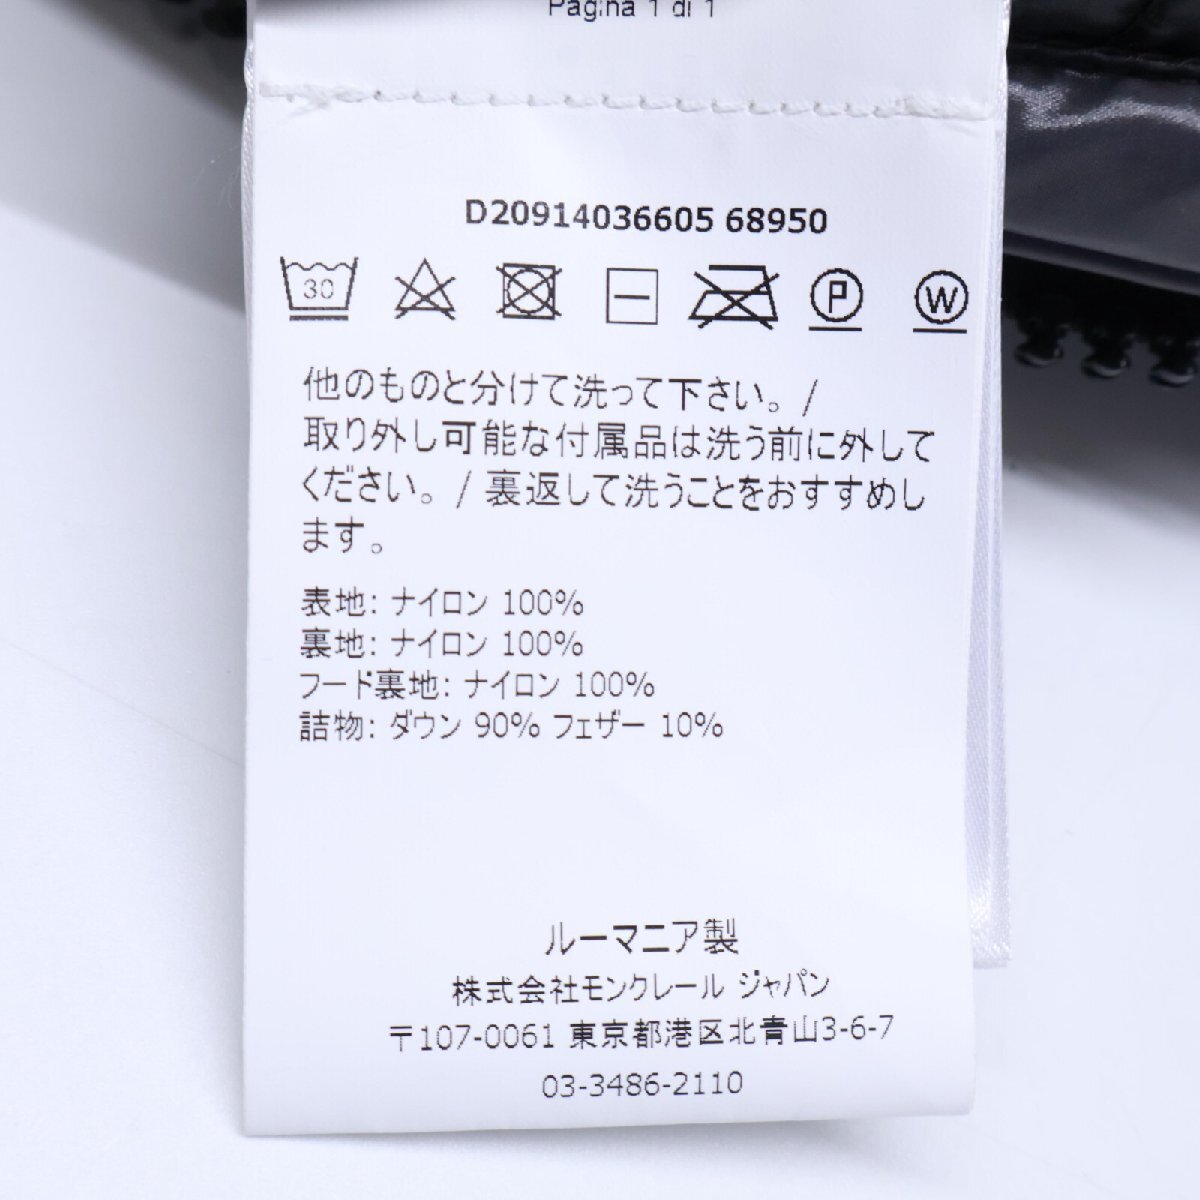 Pagina 1 di 1
D20914036605 68950
30 P W
他のものと分けて洗って下さい。/
取り外し可能な付属品は洗う前に外して
ください。/ 裏返して洗うことをおすすめし
ます。
表地: ナイロン 100%
裏地: ナイロン 100%
フード裏地: ナイロン 100%
詰物: ダウン 90% フェザー 10%
ルーマニア製
株式会社モンクレール ジャパン
〒107-0061 東京都港区北青山3-6-7
03-3486-2110